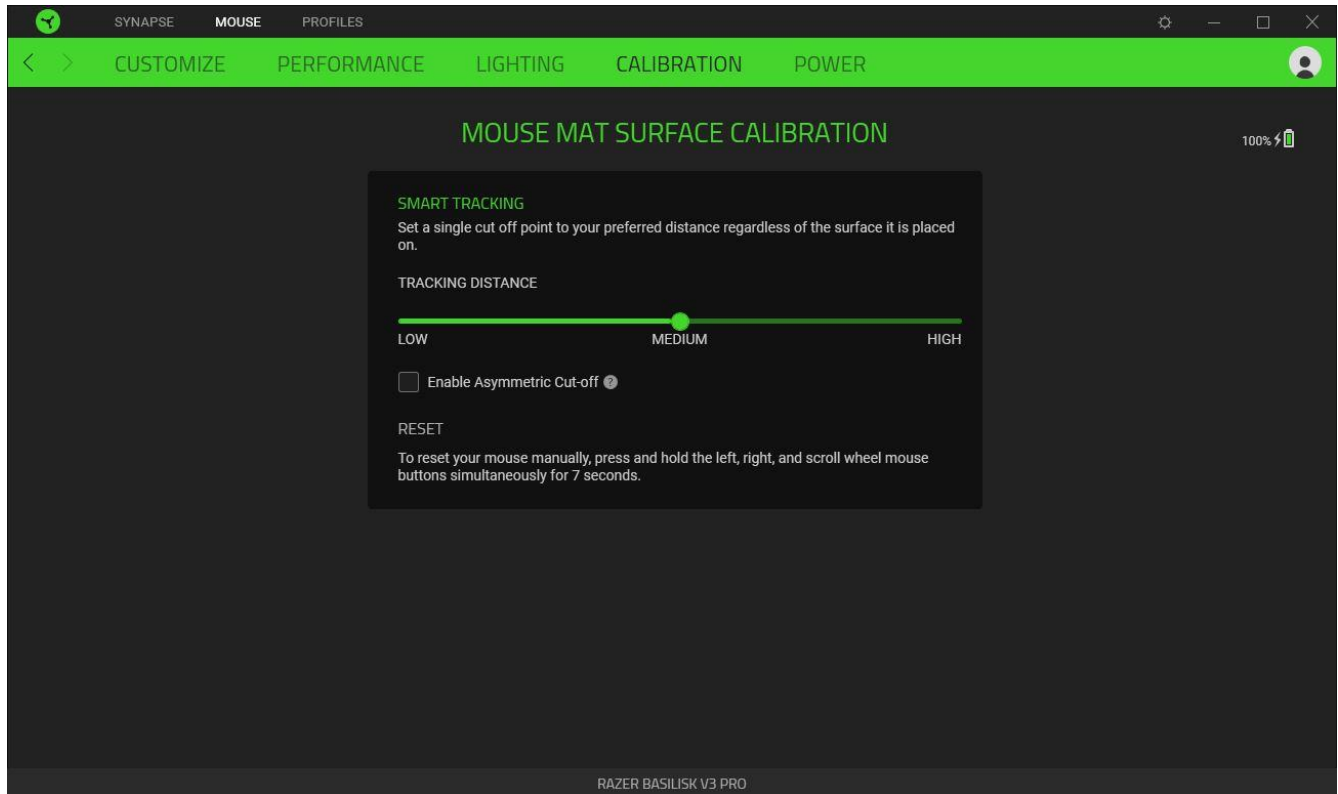 SYNAPSE MOUSE PROFILES
CUSTOMIZE PERFORMANCE LIGHTING CALIBRATION POWER
MOUSE MAT SURFACE CALIBRATION
100%
SMART TRACKING
Set a single cut off point to your preferred distance regardless of the surface it is placed
on.
TRACKING DISTANCE
LOW MEDIUM HIGH
Enable Asymmetric Cut-off ?
RESET
To reset your mouse manually, press and hold the left, right, and scroll wheel mouse
buttons simultaneously for 7 seconds.
RAZER BASILISK V3 PRO